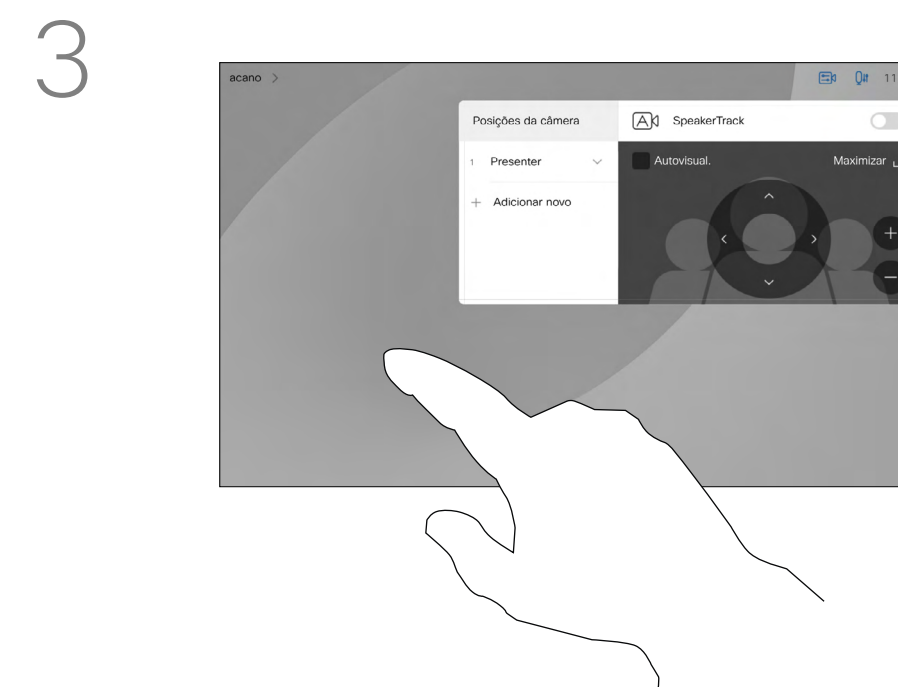 3
acano
11
Posições da câmera
SpeakerTrack
1 Presenter
Autovisual.
Maximizar
+ Adicionar novo